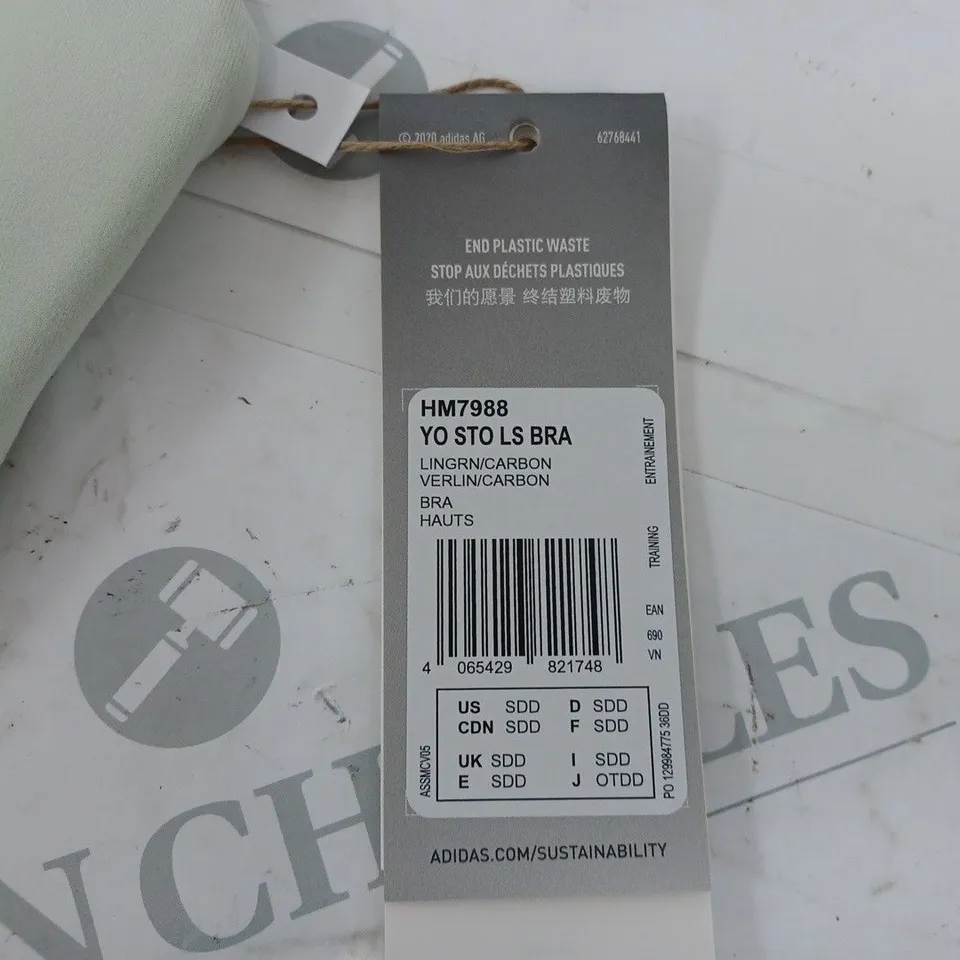 © 2020 adidas AG
62768441
END PLASTIC WASTE
STOP AUX DÉCHETS PLASTIQUES
我们的愿景 终结塑料废物
HM7988
YO STO LS BRA
LINGRN/CARBON
VERLIN/CARBON
BRA
HAUTS
ENTRAINEMENT
TRAINING
EAN
690
VN
4 065429 821748
US SDD D SDD
CDN SDD F SDD
UK SDD I SDD
E SDD J OTDD
ASSMCV05
PO 129984775 36DD
ADIDAS.COM/SUSTAINABILITY